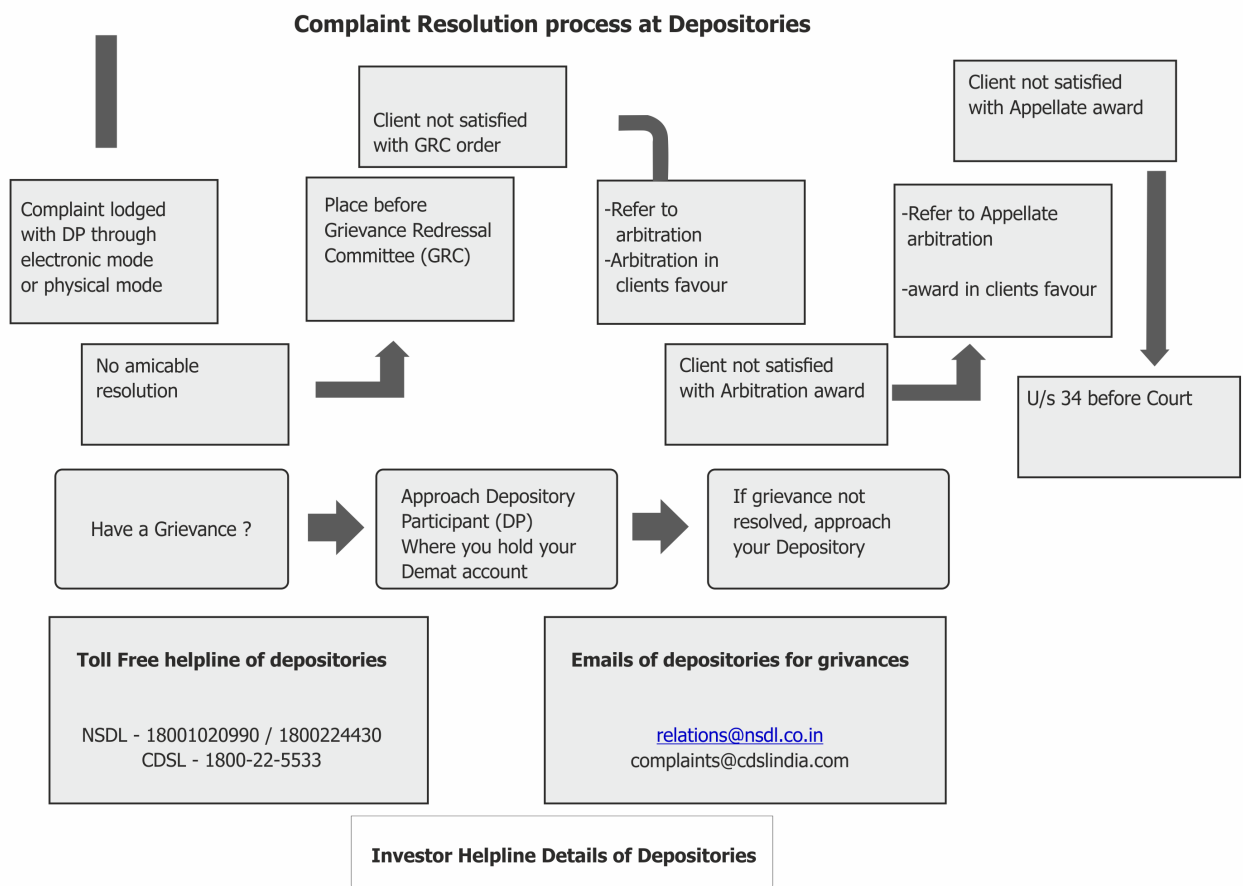 Complaint Resolution process at Depositories
Client not satisfied
with GRC order
Client not satisfied
with Appellate award
Complaint lodged
with DP through
electronic mode
or physical mode
Place before
Grievance Redressal
Committee (GRC)
-Refer to
arbitration
-Arbitration in
clients favour
-Refer to Appellate
arbitration
-award in clients favour
No amicable
resolution
Client not satisfied
with Arbitration award
U/s 34 before Court
Have a Grievance ?
Approach Depository
Participant (DP)
Where you hold your
Demat account
If grievance not
resolved, approach
your Depository
Toll Free helpline of depositories
NSDL - 18001020990 / 1800224430
CDSL - 1800-22-5533
Emails of depositories for grivances
relations@nsdl.co.in
complaints@cdslindia.com
Investor Helpline Details of Depositories